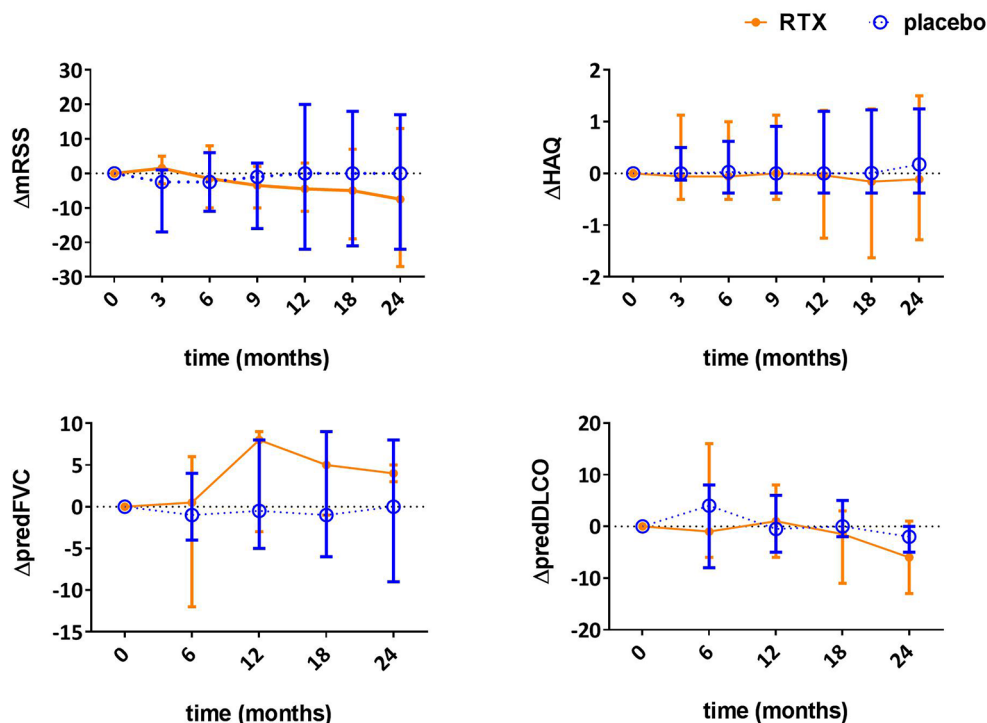 RTX placebo
30
20
10
0
-10
-20
-30
ΔmRSS
0 3 6 9 12 18 24
time (months)
2
1
0
-1
-2
ΔHAQ
0 3 6 9 12 18 24
time (months)
10
5
0
-5
-10
-15
ΔpredFVC
0 6 12 18 24
time (months)
20
10
0
-10
-20
ΔpredDLCO
0 6 12 18 24
time (months)